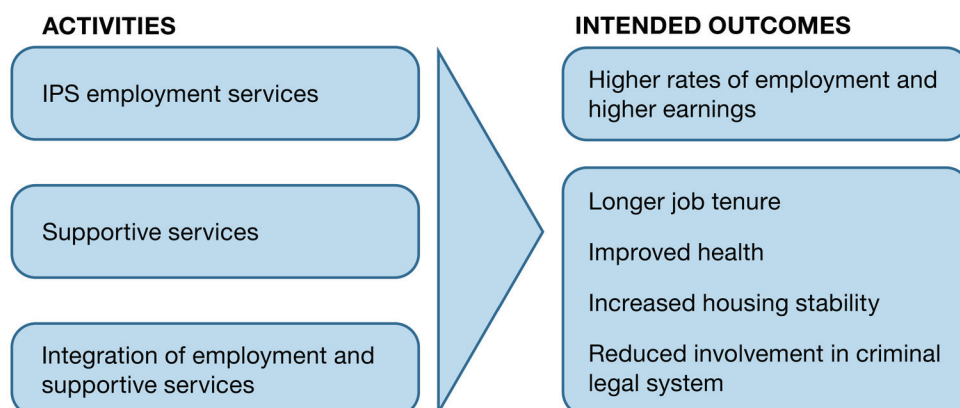 ACTIVITIES
IPS employment services
Supportive services
Integration of employment and
supportive services
INTENDED OUTCOMES
Higher rates of employment and
higher earnings
Longer job tenure
Improved health
Increased housing stability
Reduced involvement in criminal
legal system